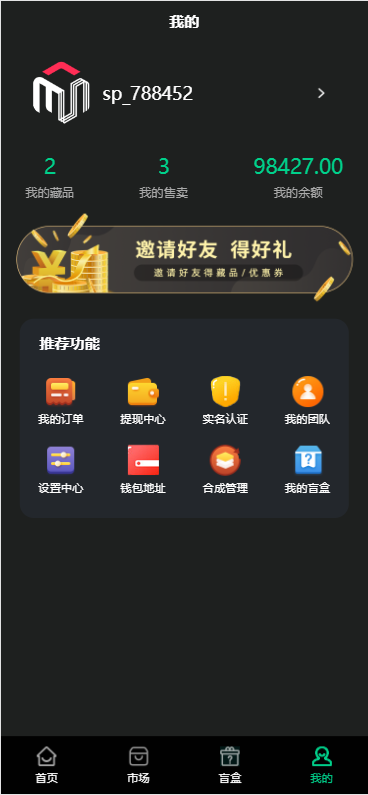 我的
sp_788452
2 3 98427.00
我的藏品 我的售卖 我的余额
邀请好友 得好礼
邀请好友得藏品/优惠券
推荐功能
我的订单 提现中心 实名认证 我的团队
设置中心 钱包地址 合成管理 我的盲盒
首页 市场 盲盒 我的